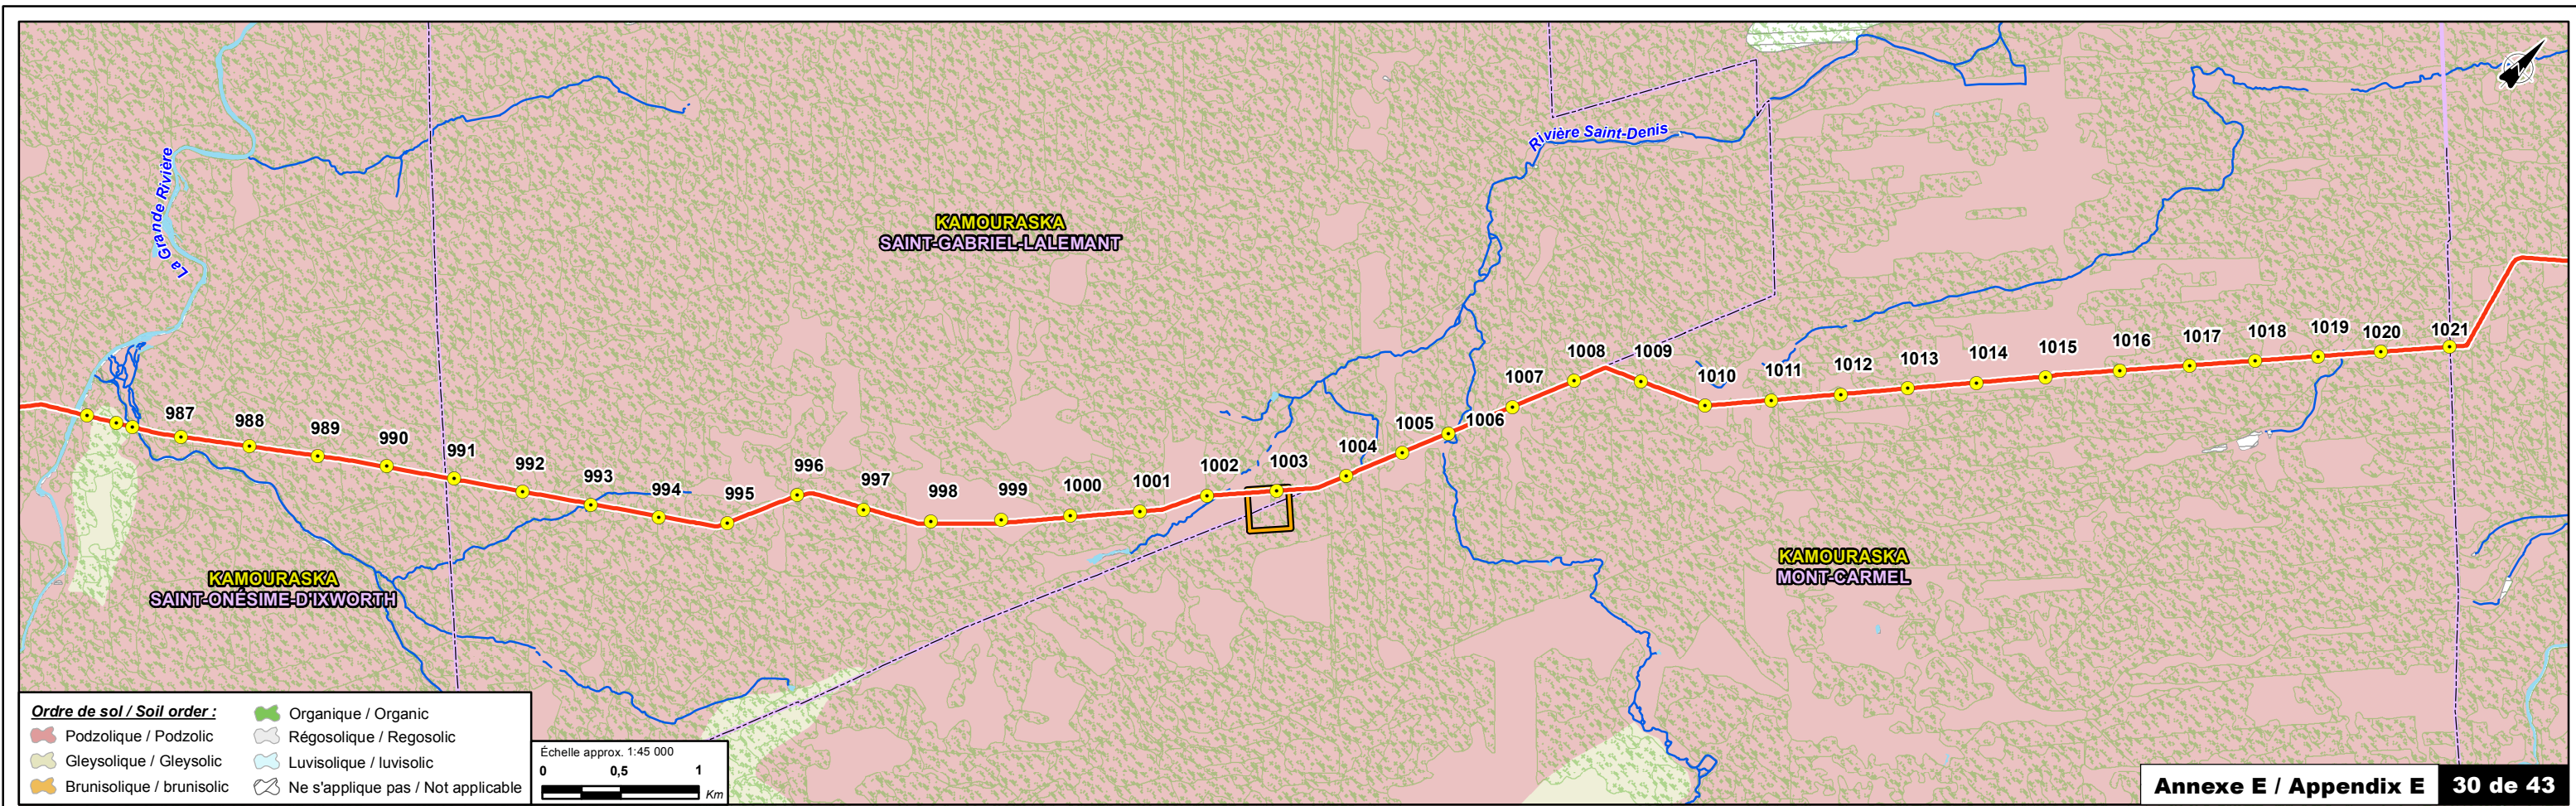 La Grande Rivière
Rivière Saint-Denis
KAMOURASKA
SAINT-GABRIEL-LALEMANT
987
988
989
990
991
992
993
994
995
996
997
998
999
1000
1001
1002
1003
1004
1005
1006
1007
1008
1009
1010
1011
1012
1013
1014
1015
1016
1017
1018
1019
1020
1021
KAMOURASKA
SAINT-ONÉSIME-D'IXWORTH
KAMOURASKA
MONT-CARMEL
Ordre de sol / Soil order :
Podzolique / Podzolic
Gleysolique / Gleysolic
Brunisolique / brunisolic
Organique / Organic
Régosolique / Regosolic
Luvisolique / luvisolic
Ne s'applique pas / Not applicable
Échelle approx. 1:45 000
0 0,5 1
Km
Annexe E / Appendix E 30 de 43